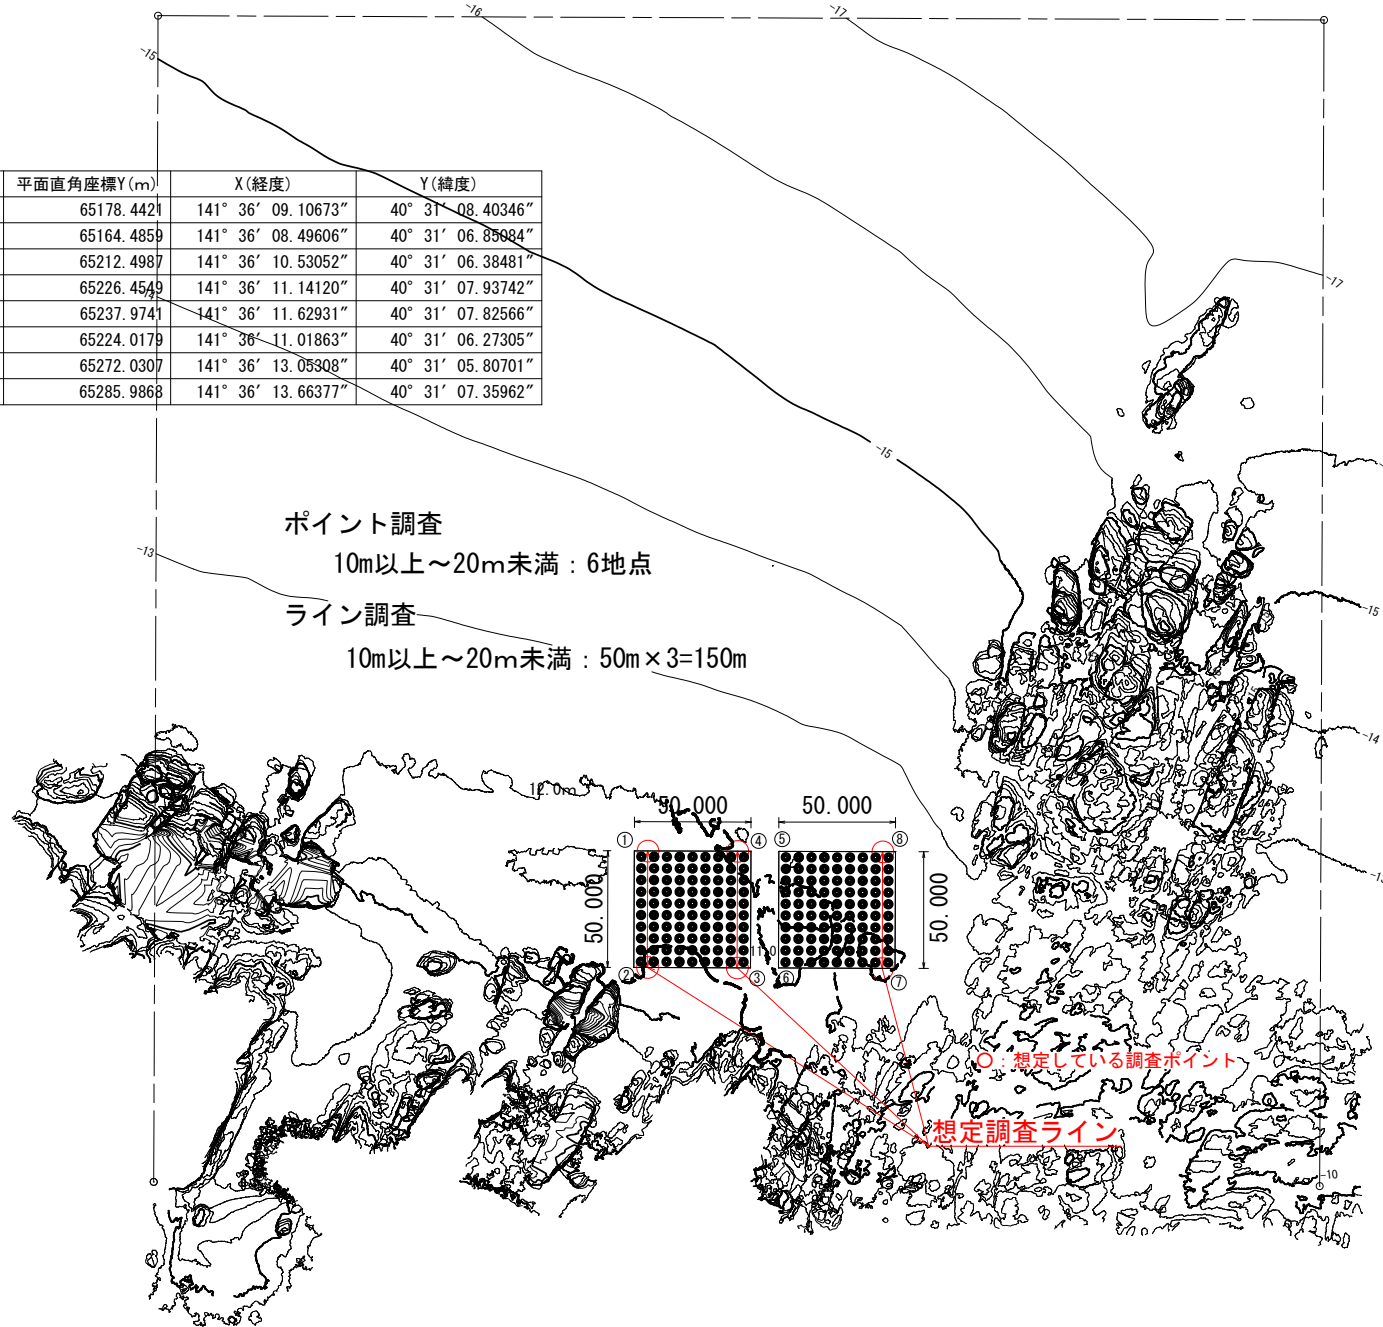 -16
-17
-15
平面直角座標Y(m) X(経度) Y(緯度)
65178.4421 141° 36′ 09.10673″ 40° 31′ 08.40346″
65164.4859 141° 36′ 08.49606″ 40° 31′ 06.85084″
65212.4987 141° 36′ 10.53052″ 40° 31′ 06.38481″
65226.4549 141° 36′ 11.14120″ 40° 31′ 07.93742″
65237.9741 141° 36′ 11.62931″ 40° 31′ 07.82566″
65224.0179 141° 36′ 11.01863″ 40° 31′ 06.27305″
65272.0307 141° 36′ 13.05308″ 40° 31′ 05.80701″
65285.9868 141° 36′ 13.66377″ 40° 31′ 07.35962″
-17
-14
-15
ポイント調査
10m以上～20ｍ未満：6地点
-13
ライン調査
10m以上～20ｍ未満：50m×3=150m
-15
-14
12.0m
50.000 50.000
① ④ ⑤ ⑧
50.000 50.000
-13
11.0
② ③ ⑥ ⑦
○：想定している調査ポイント
想定調査ライン
-10